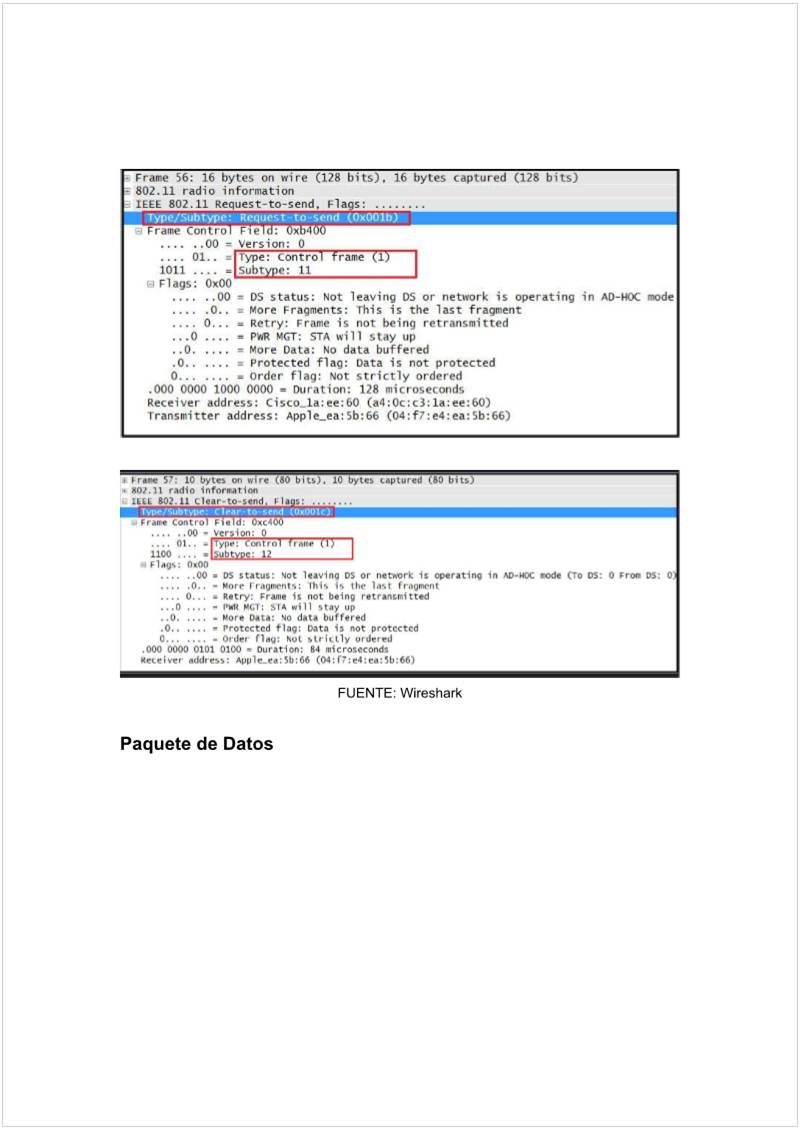 Frame 56: 16 bytes on wire (128 bits), 16 bytes captured (128 bits)
802.11 radio information
IEEE 802.11 Request-to-send, Flags: ........
Type/Subtype: Request-to-send (0x001b)
Frame Control Field: 0xb400
.... ..00 = Version: 0
.... 01.. = Type: Control frame (1)
1011 .... = Subtype: 11
Flags: 0x00
.... ..00 = DS status: Not leaving DS or network is operating in AD-HOC mode
.... .0.. = More Fragments: This is the last fragment
.... 0... = Retry: Frame is not being retransmitted
...0 .... = PWR MGT: STA will stay up
..0. .... = More Data: No data buffered
.0.. .... = Protected flag: Data is not protected
0... .... = Order flag: Not strictly ordered
.000 0000 1000 0000 = Duration: 128 microseconds
Receiver address: Cisco_1a:ee:60 (a4:0c:c3:1a:ee:60)
Transmitter address: Apple_ea:5b:66 (04:f7:e4:ea:5b:66)
Frame 57: 10 bytes on wire (80 bits), 10 bytes captured (80 bits)
802.11 radio information
IEEE 802.11 Clear-to-send, Flags: ........
Type/Subtype: Clear-to-send (0x001c)
Frame Control Field: 0xc400
.... ..00 = Version: 0
.... 01.. = Type: Control frame (1)
1100 .... = Subtype: 12
Flags: 0x00
.... ..00 = DS status: Not leaving DS or network is operating in AD-HOC mode (To DS: 0 From DS: 0)
.... .0.. = More Fragments: This is the last fragment
.... 0... = Retry: Frame is not being retransmitted
...0 .... = PWR MGT: STA will stay up
..0. .... = More Data: No data buffered
.0.. .... = Protected flag: Data is not protected
0... .... = Order flag: Not strictly ordered
.000 0000 0101 0100 = Duration: 84 microseconds
Receiver address: Apple_ea:5b:66 (04:f7:e4:ea:5b:66)
FUENTE: Wireshark
Paquete de Datos